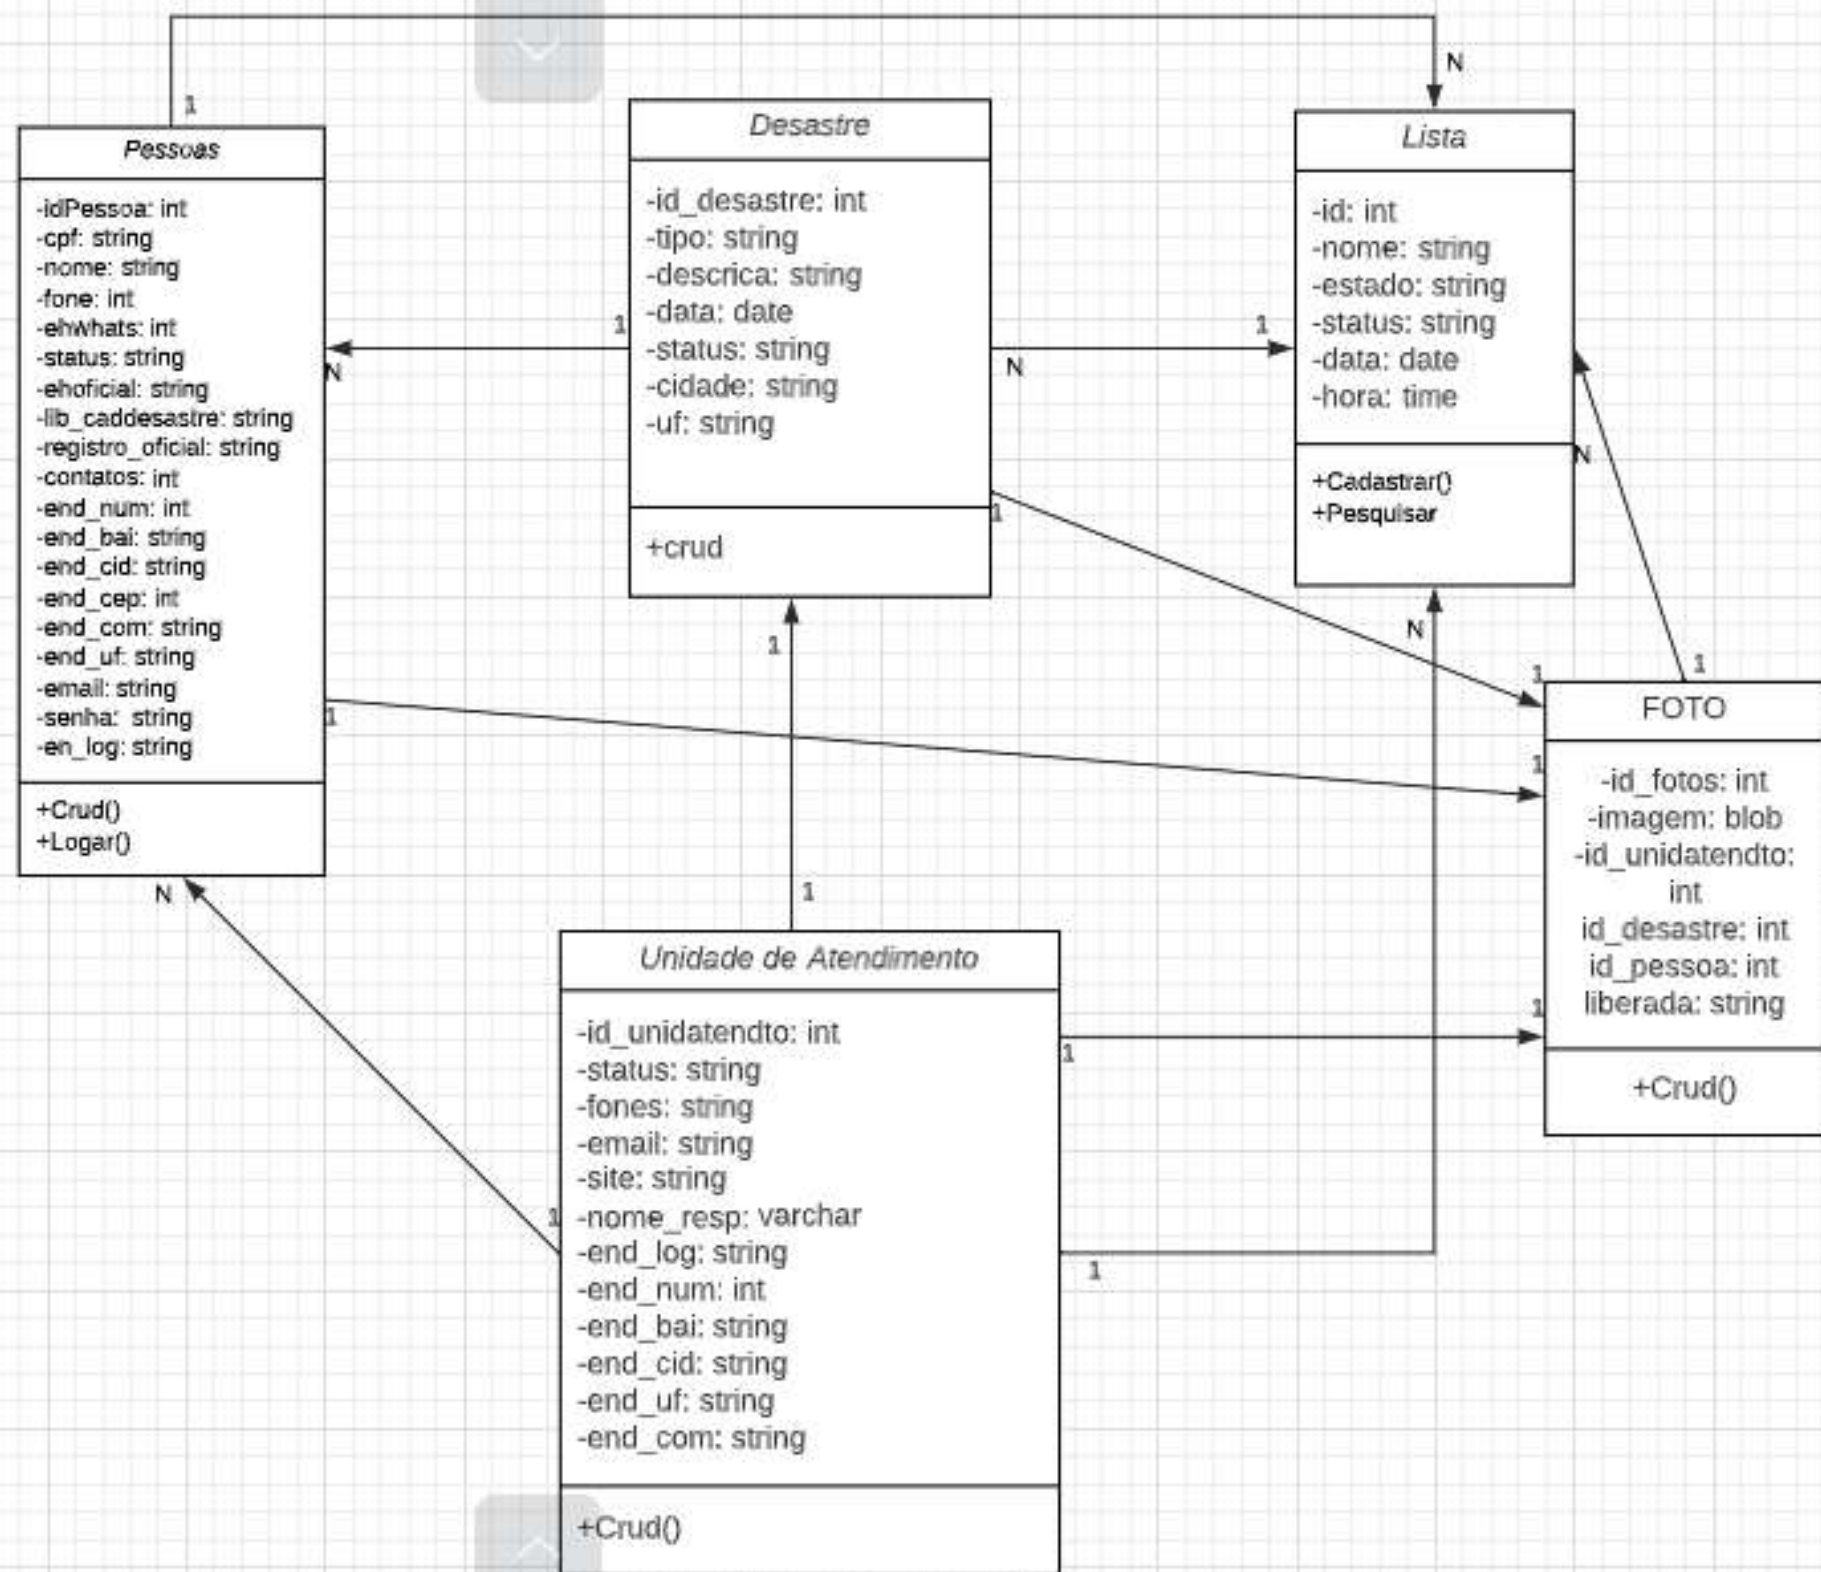 1
N
Pessoas
-idPessoa: int
-cpf: string
-nome: string
-fone: int
-ehwhats: int
-status: string
-ehoficial: string
-lib_caddesastre: string
-registro_oficial: string
-contatos: int
-end_num: int
-end_bai: string
-end_cid: string
-end_cep: int
-end_com: string
-end_uf: string
-email: string
-senha: string
-en_log: string
+Crud()
+Logar()
N
N
1
1
Desastre
-id_desastre: int
-tipo: string
-descrica: string
-data: date
-status: string
-cidade: string
-uf: string
+crud
N
1
1
1
1
Lista
-id: int
-nome: string
-estado: string
-status: string
-data: date
-hora: time
+Cadastrar()
+Pesquisar
N
N
1
1
1
1
FOTO
-id_fotos: int
-imagem: blob
-id_unidatendto:
int
id_desastre: int
id_pessoa: int
liberada: string
+Crud()
Unidade de Atendimento
-id_unidatendto: int
-status: string
-fones: string
-email: string
-site: string
-nome_resp: varchar
-end_log: string
-end_num: int
-end_bai: string
-end_cid: string
-end_uf: string
-end_com: string
+Crud()
1
1
1